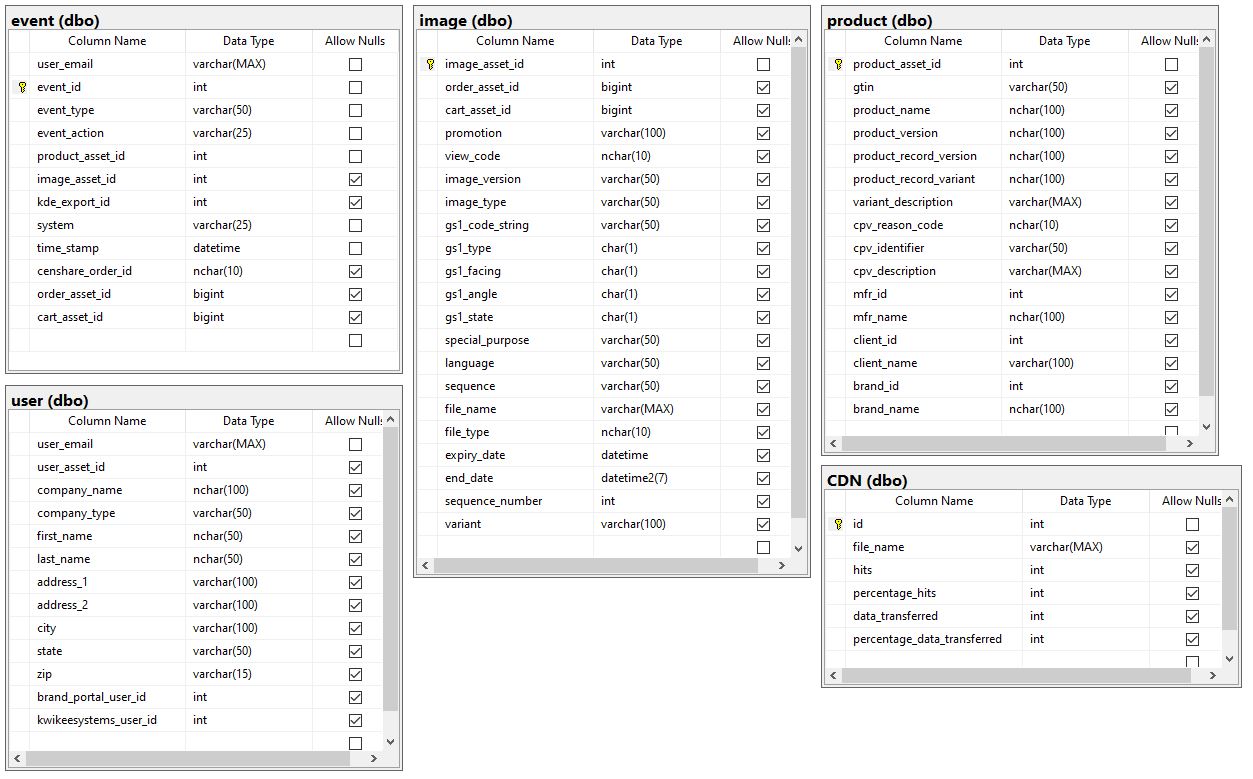 event (dbo)
Column Name Data Type Allow Nulls
user_email varchar(MAX)
event_id int
event_type varchar(50)
event_action varchar(25)
product_asset_id int
image_asset_id int
kde_export_id int
system varchar(25)
time_stamp datetime
censhare_order_id nchar(10)
order_asset_id bigint
cart_asset_id bigint
user (dbo)
Column Name Data Type Allow Nulls
user_email varchar(MAX)
user_asset_id int
company_name nchar(100)
company_type varchar(50)
first_name nchar(50)
last_name nchar(50)
address_1 varchar(100)
address_2 varchar(100)
city varchar(100)
state varchar(50)
zip varchar(15)
brand_portal_user_id int
kwikeesystems_user_id int
image (dbo)
Column Name Data Type Allow Nulls
image_asset_id int
order_asset_id bigint
cart_asset_id bigint
promotion varchar(100)
view_code nchar(10)
image_version varchar(50)
image_type varchar(50)
gs1_code_string varchar(50)
gs1_type char(1)
gs1_facing char(1)
gs1_angle char(1)
gs1_state char(1)
special_purpose varchar(50)
language varchar(50)
sequence varchar(50)
file_name varchar(MAX)
file_type nchar(10)
expiry_date datetime
end_date datetime2(7)
sequence_number int
variant varchar(100)
product (dbo)
Column Name Data Type Allow Nulls
product_asset_id int
gtin varchar(50)
product_name nchar(100)
product_version nchar(100)
product_record_version nchar(100)
product_record_variant nchar(100)
variant_description varchar(MAX)
cpv_reason_code nchar(10)
cpv_identifier varchar(50)
cpv_description varchar(MAX)
mfr_id int
mfr_name nchar(100)
client_id int
client_name varchar(100)
brand_id int
brand_name nchar(100)
CDN (dbo)
Column Name Data Type Allow Nulls
id int
file_name varchar(MAX)
hits int
percentage_hits int
data_transferred int
percentage_data_transferred int